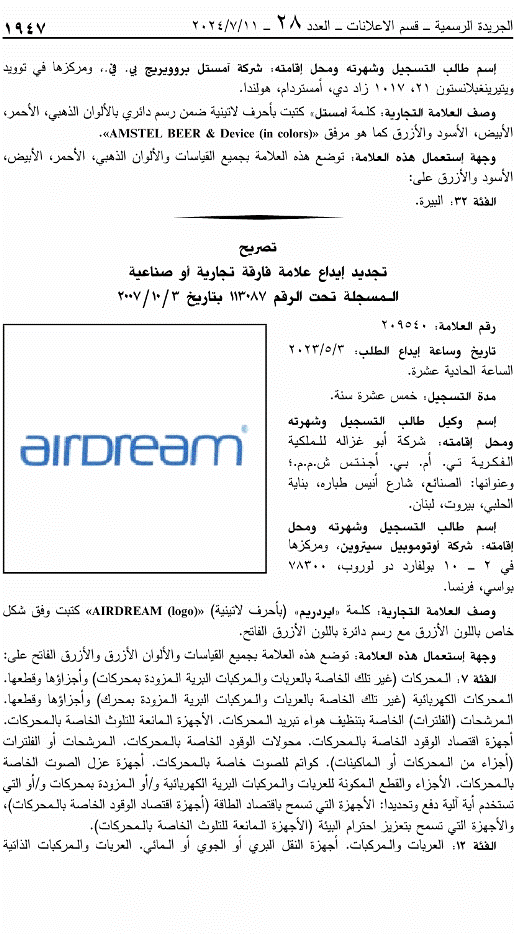 الجريدة الرسمية ــ قسم الاعلانات ــ العدد ٢٨ ــ ٢٠٢٤/٧/١١
١٩٤٧
إسم طالب التسجيل وشهرته ومحل إقامته: شركة أمستل بروويريج بي. في.، ومركزها في توويد
ويتيرينغبلانستون ٢١، ١٠١٧ زاد دي، أمستردام، هولندا.
وصف العلامة التجارية: كلمة «امستل» كتبت بأحرف لاتينية ضمن رسم دائري بالألوان الذهبي، الأحمر،
الأبيض، الأسود والأزرق كما هو مرفق «AMSTEL BEER & Device (in colors)».
وجهة إستعمال هذه العلامة: توضع هذه العلامة بجميع القياسات والألوان الذهبي، الأحمر، الأبيض،
الأسود والأزرق على:
الفئة ٣٢: البيرة.
تصريح
تجديد إيداع علامة فارقة تجارية أو صناعية
المسجلة تحت الرقم ١١٣٠٨٧ بتاريخ ٢٠٠٧/١٠/٣
رقم العلامة: ٢٠٩٥٤٠
تاريخ وساعة إيداع الطلب: ٢٠٢٣/٥/٣
الساعة الحادية عشرة.
مدة التسجيل: خمس عشرة سنة.
إسم وكيل طالب التسجيل وشهرته
ومحل إقامته: شركة أبو غزاله للملكية
الفكرية تي. أم. بي. أجنتس ش.م.م.؛
وعنوانها: الصنائع، شارع أنيس طباره، بناية
الحلبي، بيروت، لبنان.
إسم طالب التسجيل وشهرته ومحل
إقامته: شركة أوتوموبيل سيتروين، ومركزها
في ٢ ــ ١٠ بولفارد دو لوروب، ٧٨٣٠٠
بواسي، فرنسا.
AIRDREAM
وصف العلامة التجارية: كلمة «ايردريم» (بأحرف لاتينية) «AIRDREAM (logo)» كتبت وفق شكل
خاص باللون الأزرق مع رسم دائرة باللون الأزرق الفاتح.
وجهة إستعمال هذه العلامة: توضع هذه العلامة بجميع القياسات والألوان الأزرق والأزرق الفاتح على:
الفئة ٧: المحركات (غير تلك الخاصة بالعربات والمركبات البرية المزودة بمحركات) وأجزاؤها وقطعها.
المحركات الكهربائية (غير تلك الخاصة بالعربات والمركبات البرية المزودة بمحرك) وأجزاؤها وقطعها.
المرشحات (الفلترات) الخاصة بتنظيف هواء تبريد المحركات. الأجهزة المانعة للتلوث الخاصة بالمحركات.
أجهزة اقتصاد الوقود الخاصة بالمحركات. محولات الوقود الخاصة بالمحركات. المرشحات أو الفلترات
(أجزاء من المحركات أو الماكينات). كواتم للصوت خاصة بالمحركات. أجهزة عزل الصوت الخاصة
بالمحركات. الأجزاء والقطع المكونة للعربات والمركبات البرية الكهربائية و/أو المزودة بمحركات و/أو التي
تستخدم أية آلية دفع وتحديدا: الأجهزة التي تسمح باقتصاد الطاقة (أجهزة اقتصاد الوقود الخاصة بالمحركات)،
والأجهزة التي تسمح بتعزيز احترام البيئة (الأجهزة المانعة للتلوث الخاصة بالمحركات).
الفئة ١٢: العربات والمركبات. أجهزة النقل البري أو الجوي أو المائي. العربات والمركبات الذاتية